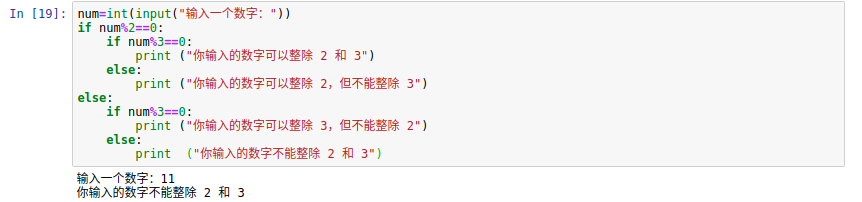 In [19]: num=int(input("输入一个数字："))
if num%2==0:
    if num%3==0:
        print ("你输入的数字可以整除 2 和 3")
    else:
        print ("你输入的数字可以整除 2，但不能整除 3")
else:
    if num%3==0:
        print ("你输入的数字可以整除 3，但不能整除 2")
    else:
        print  ("你输入的数字不能整除 2 和 3")
输入一个数字：11
你输入的数字不能整除 2 和 3